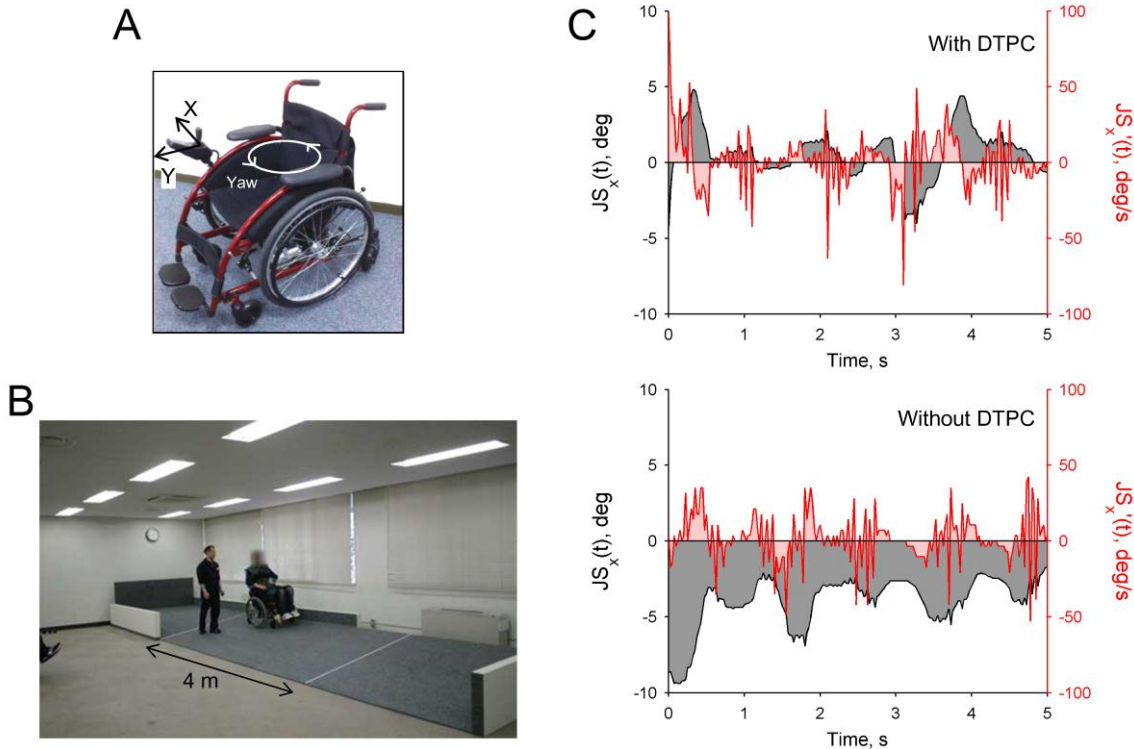 A
X
Y
Yaw
B
4 m
C
With DTPC
10
5
0
-5
-10
JSₓ(t), deg
100
50
0
-50
-100
JSₓ'(t), deg/s
0 1 2 3 4 5
Time, s
Without DTPC
10
5
0
-5
-10
JSₓ(t), deg
100
50
0
-50
-100
JSₓ'(t), deg/s
0 1 2 3 4 5
Time, s